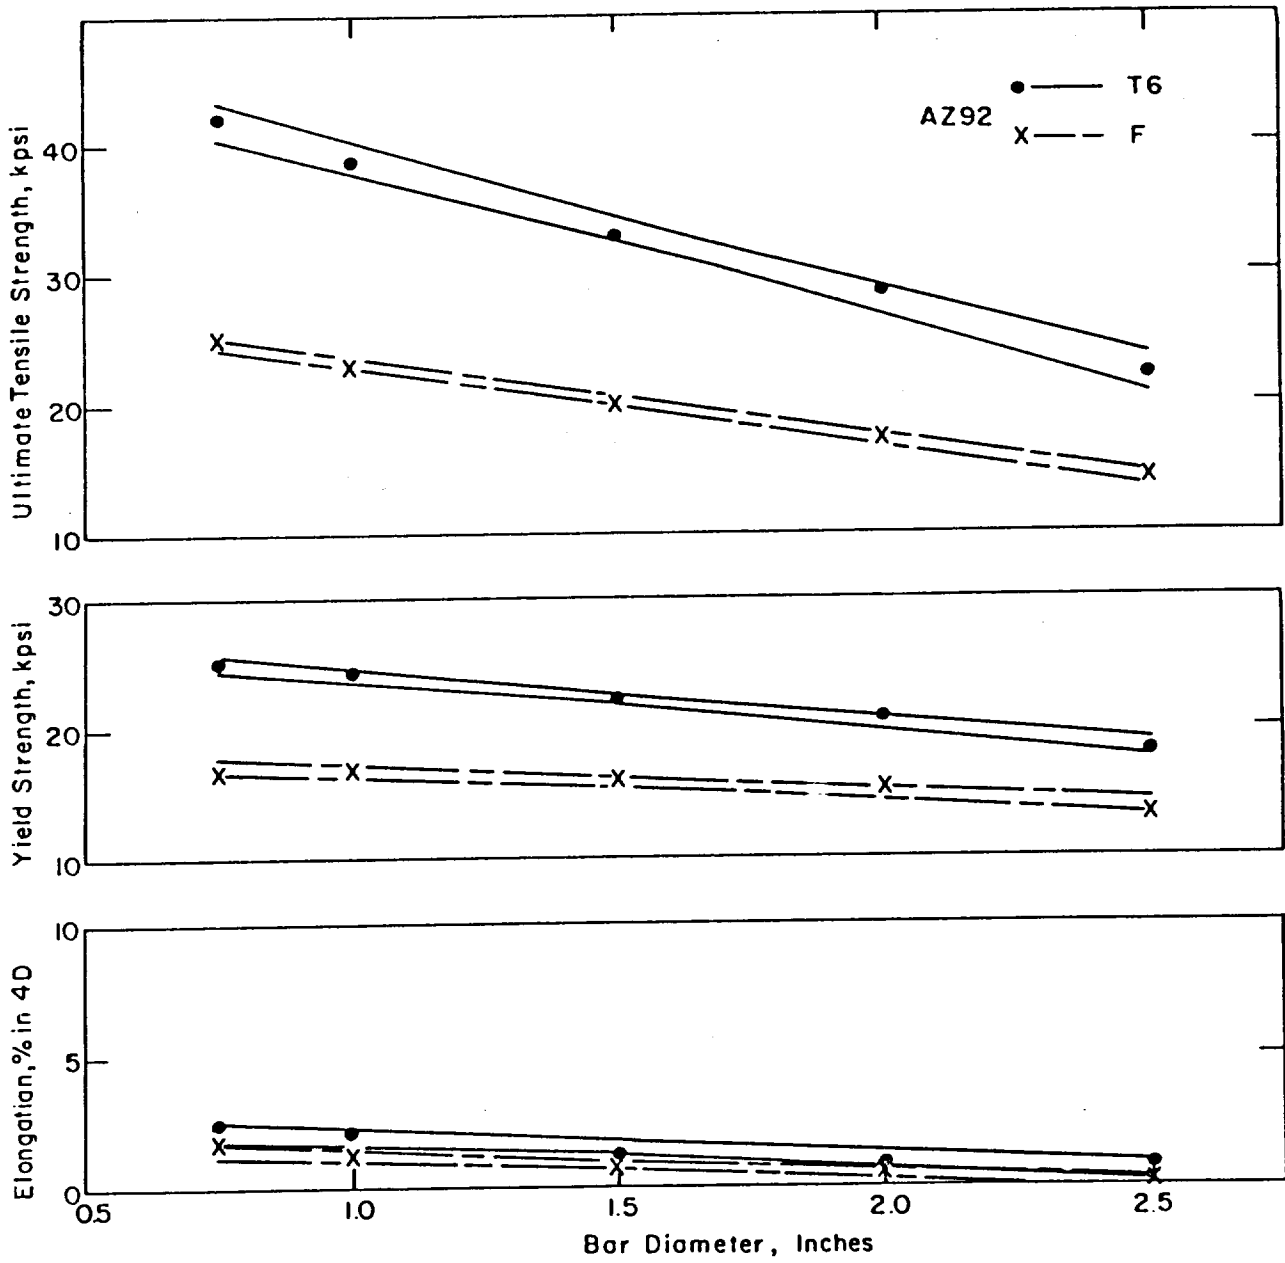 T6
AZ92
F
Ultimate Tensile Strength, kpsi
40
30
20
10
Yield Strength, kpsi
30
20
10
Elongation, % in 4D
10
5
0
0.5
1.0
1.5
2.0
2.5
Bar Diameter, Inches